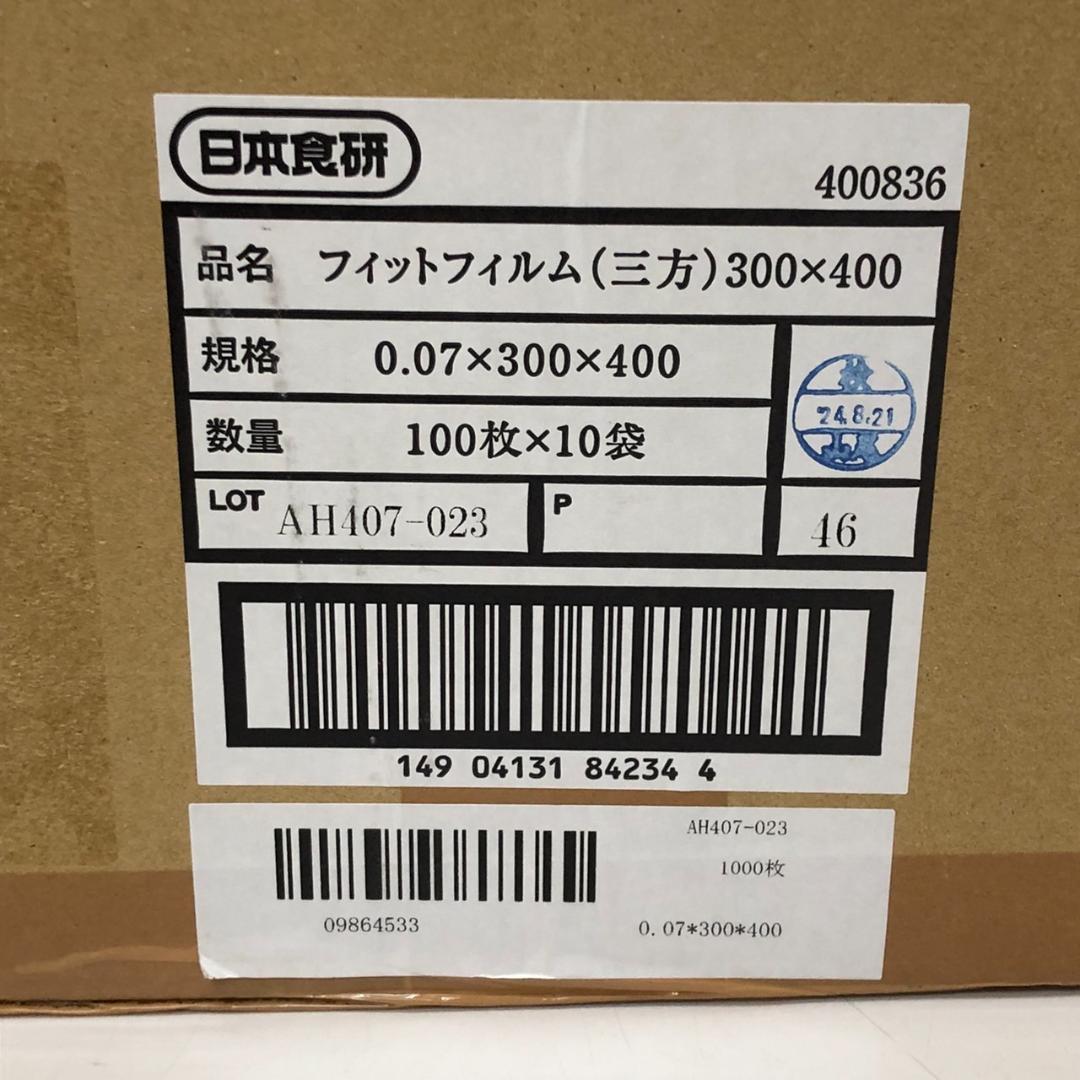 日本食研
400836
品名 フィットフィルム(三方)300×400
規格 0.07×300×400
数量 100枚×10袋
'24.8.21
LOT AH407-023 P 46
149 04131 84234 4
AH407-023
1000枚
09864533 0.07*300*400